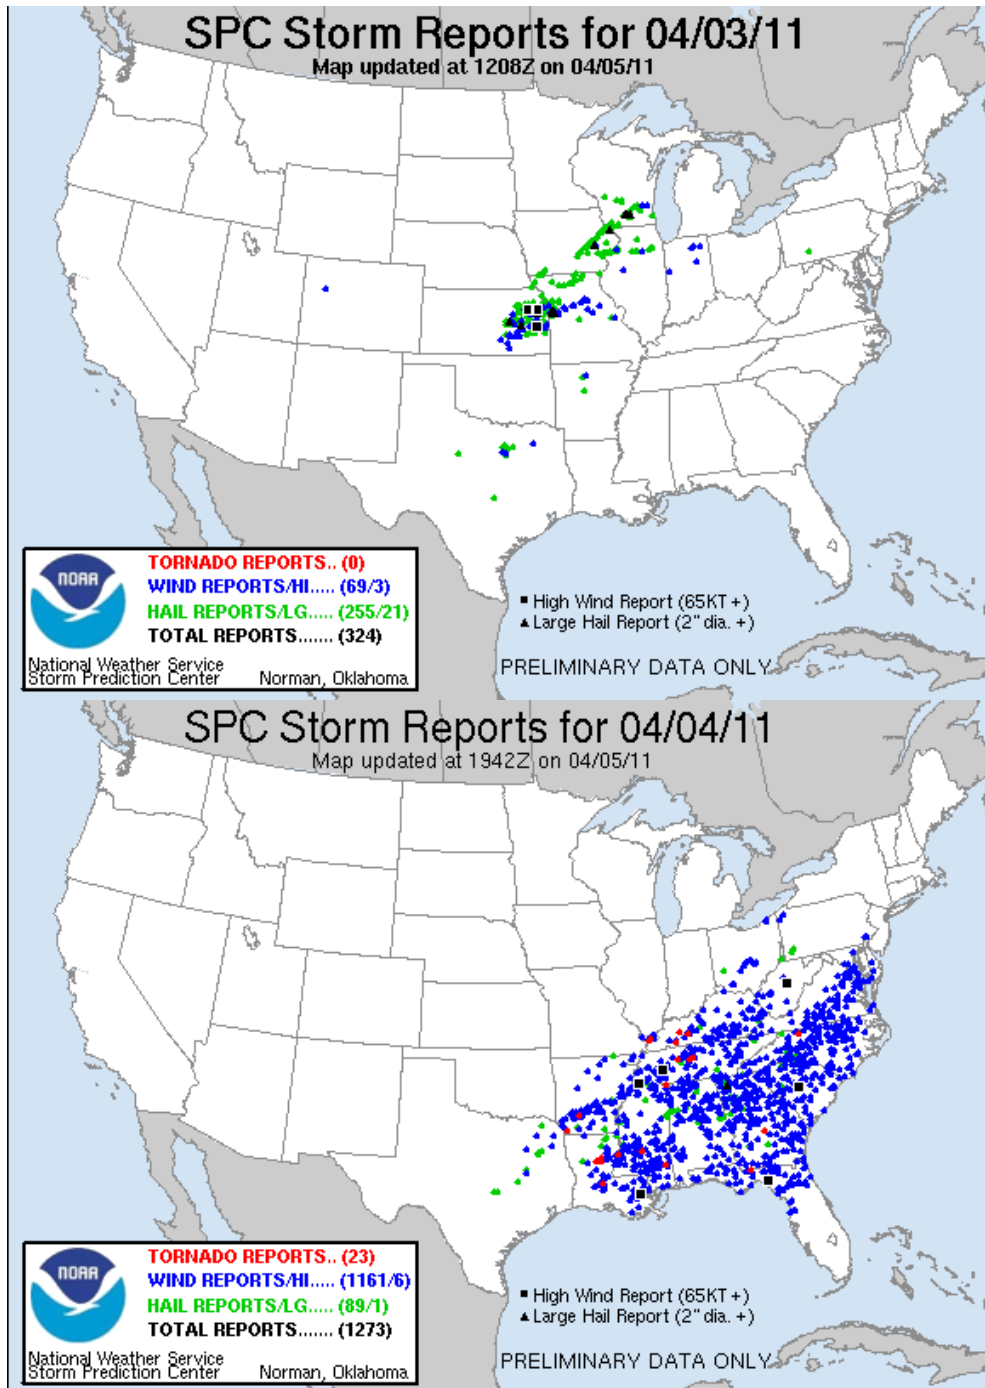 SPC Storm Reports for 04/03/11
Map updated at 1208Z on 04/05/11
NOAA
TORNADO REPORTS.. (0)
WIND REPORTS/HI..... (69/3)
HAIL REPORTS/LG..... (255/21)
TOTAL REPORTS....... (324)
National Weather Service
Storm Prediction Center Norman, Oklahoma
High Wind Report (65KT +)
Large Hail Report (2" dia. +)
PRELIMINARY DATA ONLY
SPC Storm Reports for 04/04/11
Map updated at 1942Z on 04/05/11
NOAA
TORNADO REPORTS.. (23)
WIND REPORTS/HI..... (1161/6)
HAIL REPORTS/LG..... (89/1)
TOTAL REPORTS....... (1273)
National Weather Service
Storm Prediction Center Norman, Oklahoma
High Wind Report (65KT +)
Large Hail Report (2" dia. +)
PRELIMINARY DATA ONLY